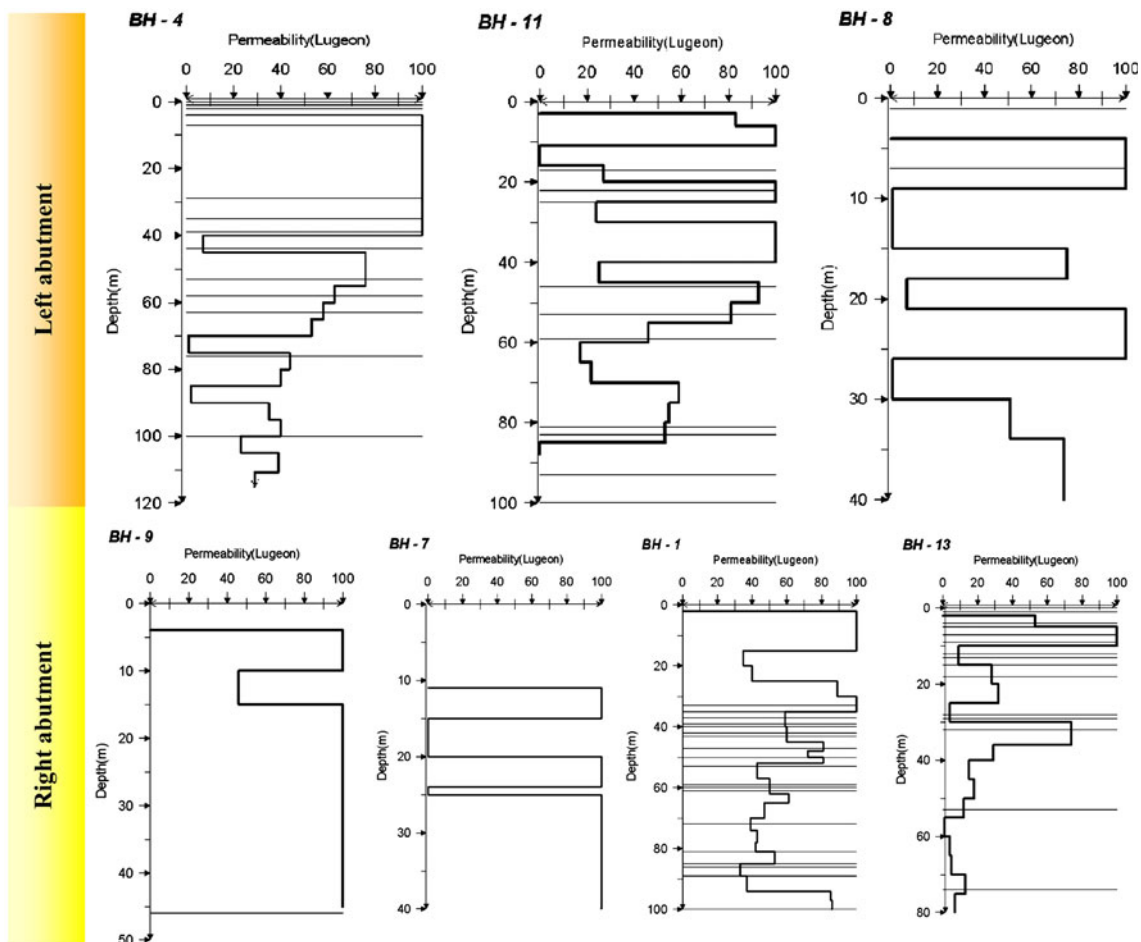 Left abutment
BH - 4
Permeability(Lugeon)
0 20 40 60 80 100
Depth(m)
0
20
40
60
80
100
120
BH - 11
Permeability(Lugeon)
0 20 40 60 80 100
Depth(m)
0
20
40
60
80
100
BH - 8
Permeability(Lugeon)
0 20 40 60 80 100
Depth(m)
0
10
20
30
40
Right abutment
BH - 9
Permeability(Lugeon)
0 20 40 60 80 100
Depth(m)
0
10
20
30
40
50
BH - 7
Permeability(Lugeon)
0 20 40 60 80 100
Depth(m)
0
10
20
30
40
BH - 1
Permeability(Lugeon)
0 20 40 60 80 100
Depth(m)
0
20
40
60
80
100
BH - 13
Permeability(Lugeon)
0 20 40 60 80 100
Depth(m)
0
20
40
60
80